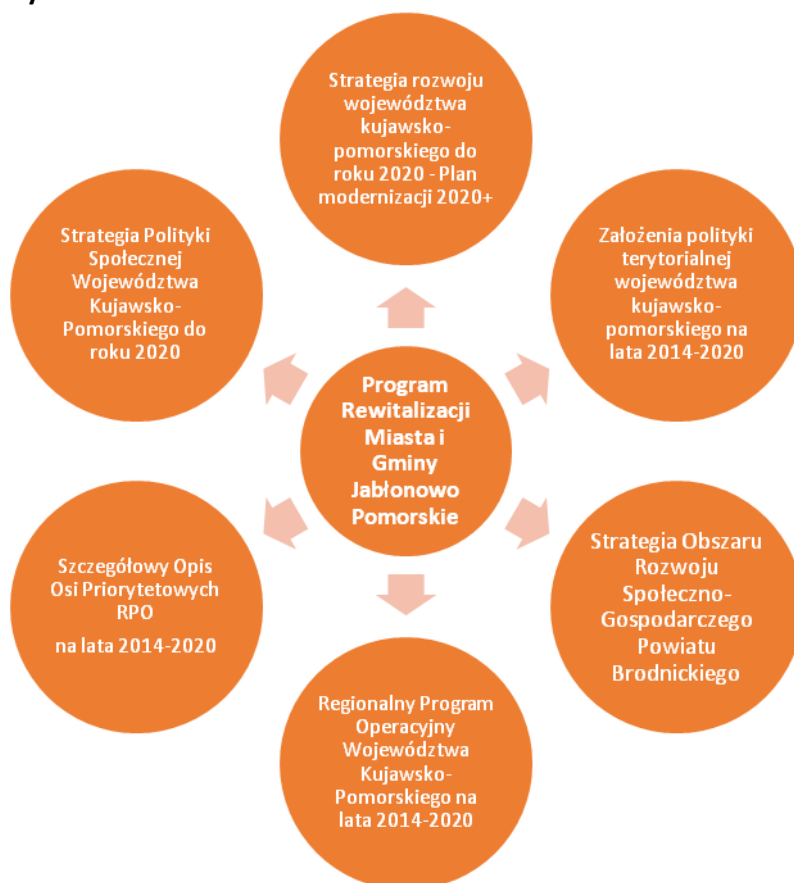 Strategia rozwoju
województwa
kujawsko-
pomorskiego do
roku 2020 - Plan
modernizacji 2020+
Założenia polityki
terytorialnej
województwa
kujawsko-
pomorskiego na
lata 2014-2020
Strategia Obszaru
Rozwoju
Społeczno-
Gospodarczego
Powiatu
Brodnickiego
Regionalny Program
Operacyjny
Województwa
Kujawsko-
Pomorskiego na
lata 2014-2020
Szczegółowy Opis
Osi Priorytetowych
RPO
na lata 2014-2020
Strategia Polityki
Społecznej
Województwa
Kujawsko-
Pomorskiego do
roku 2020
Program
Rewitalizacji
Miasta i
Gminy
Jabłonowo
Pomorskie